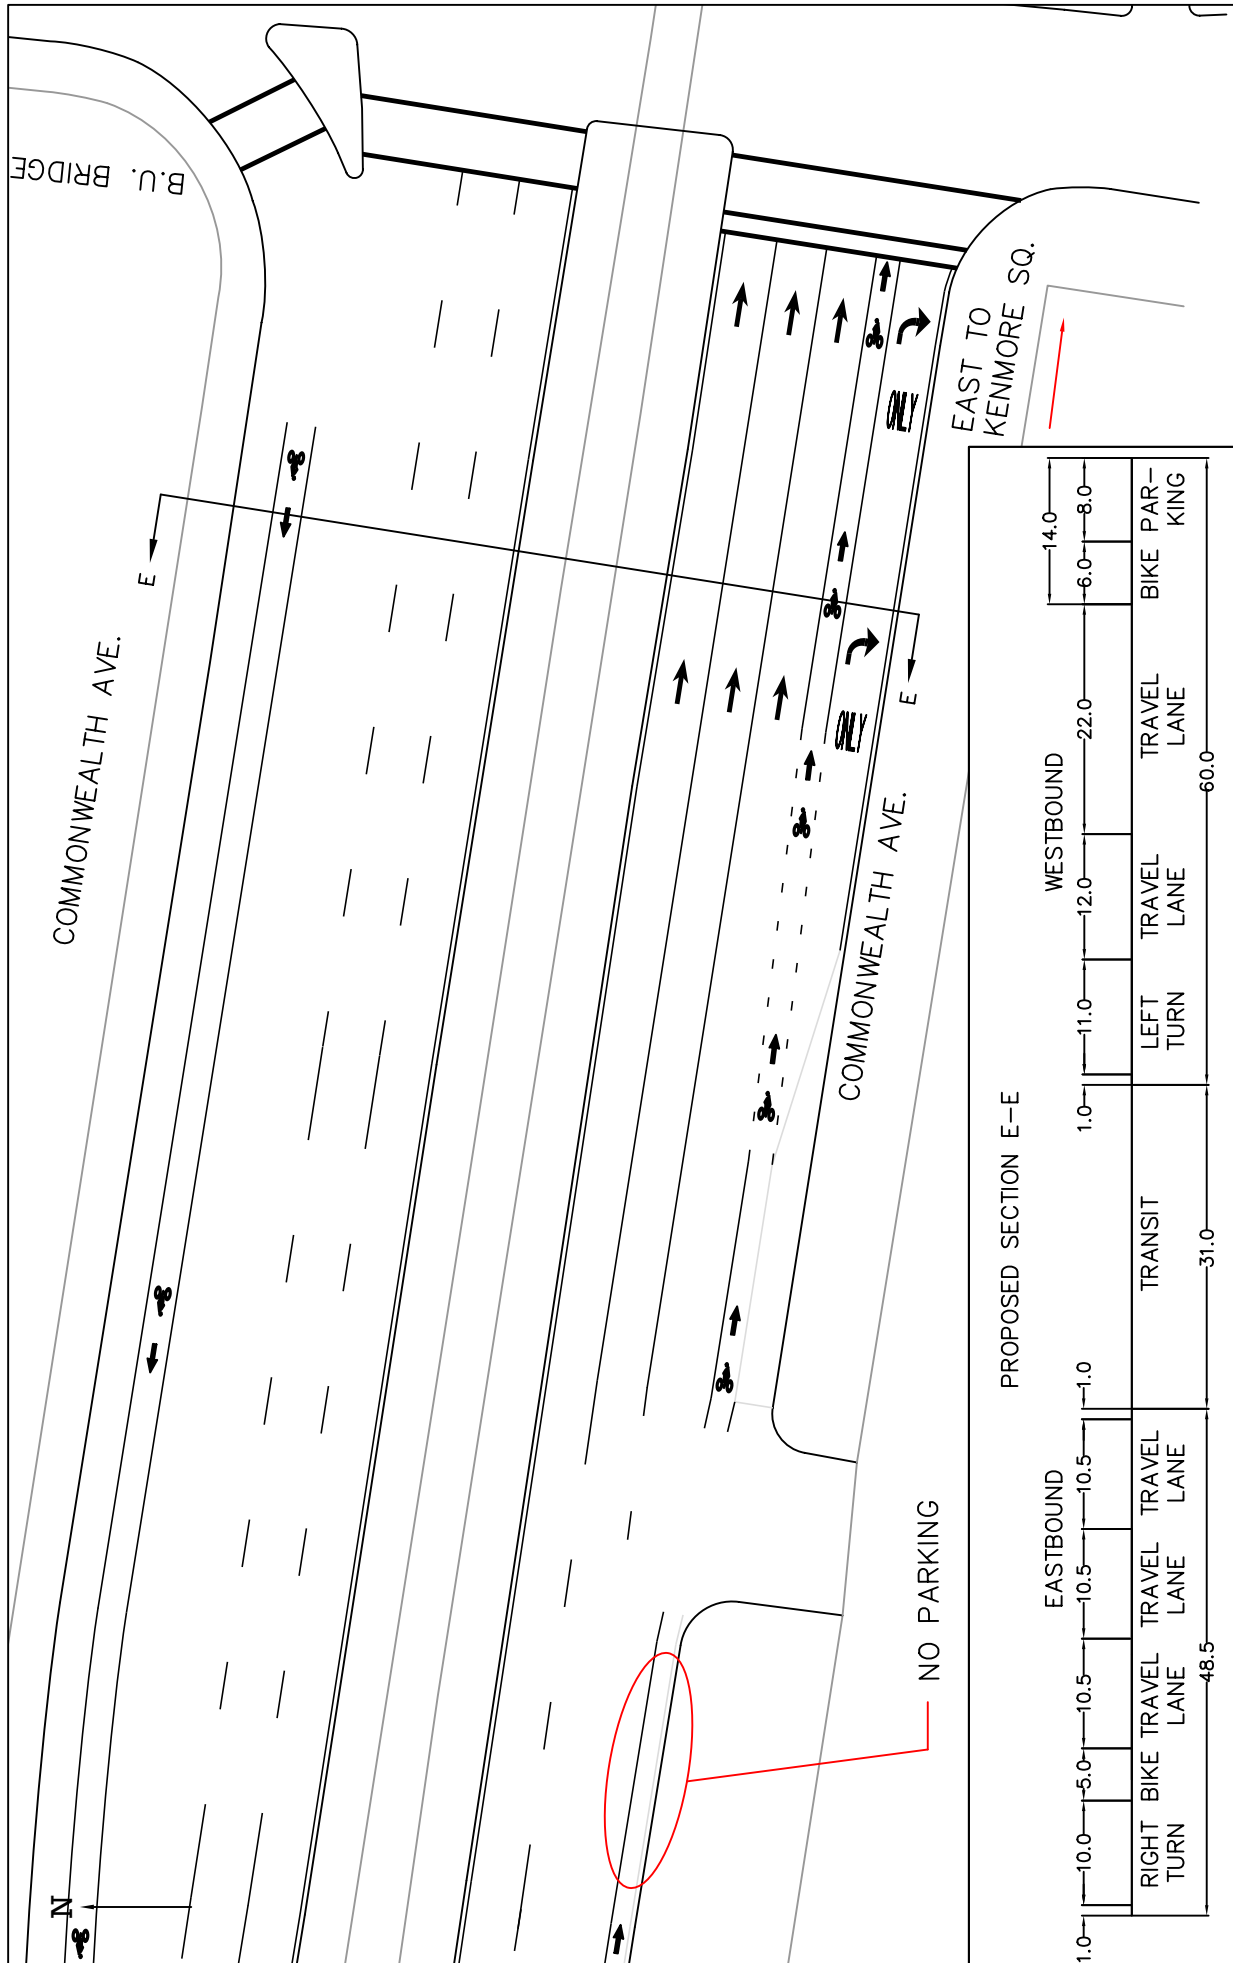 B.U. BRIDGE
EAST TO
KENMORE SQ.
COMMONWEALTH AVE.
E
E
ONLY
ONLY
COMMONWEALTH AVE.
NO PARKING
N
PROPOSED SECTION E-E
EASTBOUND
WESTBOUND
14.0
1.0
10.0
5.0
10.5
10.5
10.5
1.0
1.0
11.0
12.0
22.0
6.0
8.0
RIGHT
TURN
BIKE
TRAVEL
LANE
TRAVEL
LANE
TRAVEL
LANE
TRANSIT
LEFT
TURN
TRAVEL
LANE
TRAVEL
LANE
BIKE
PAR-
KING
48.5
31.0
60.0